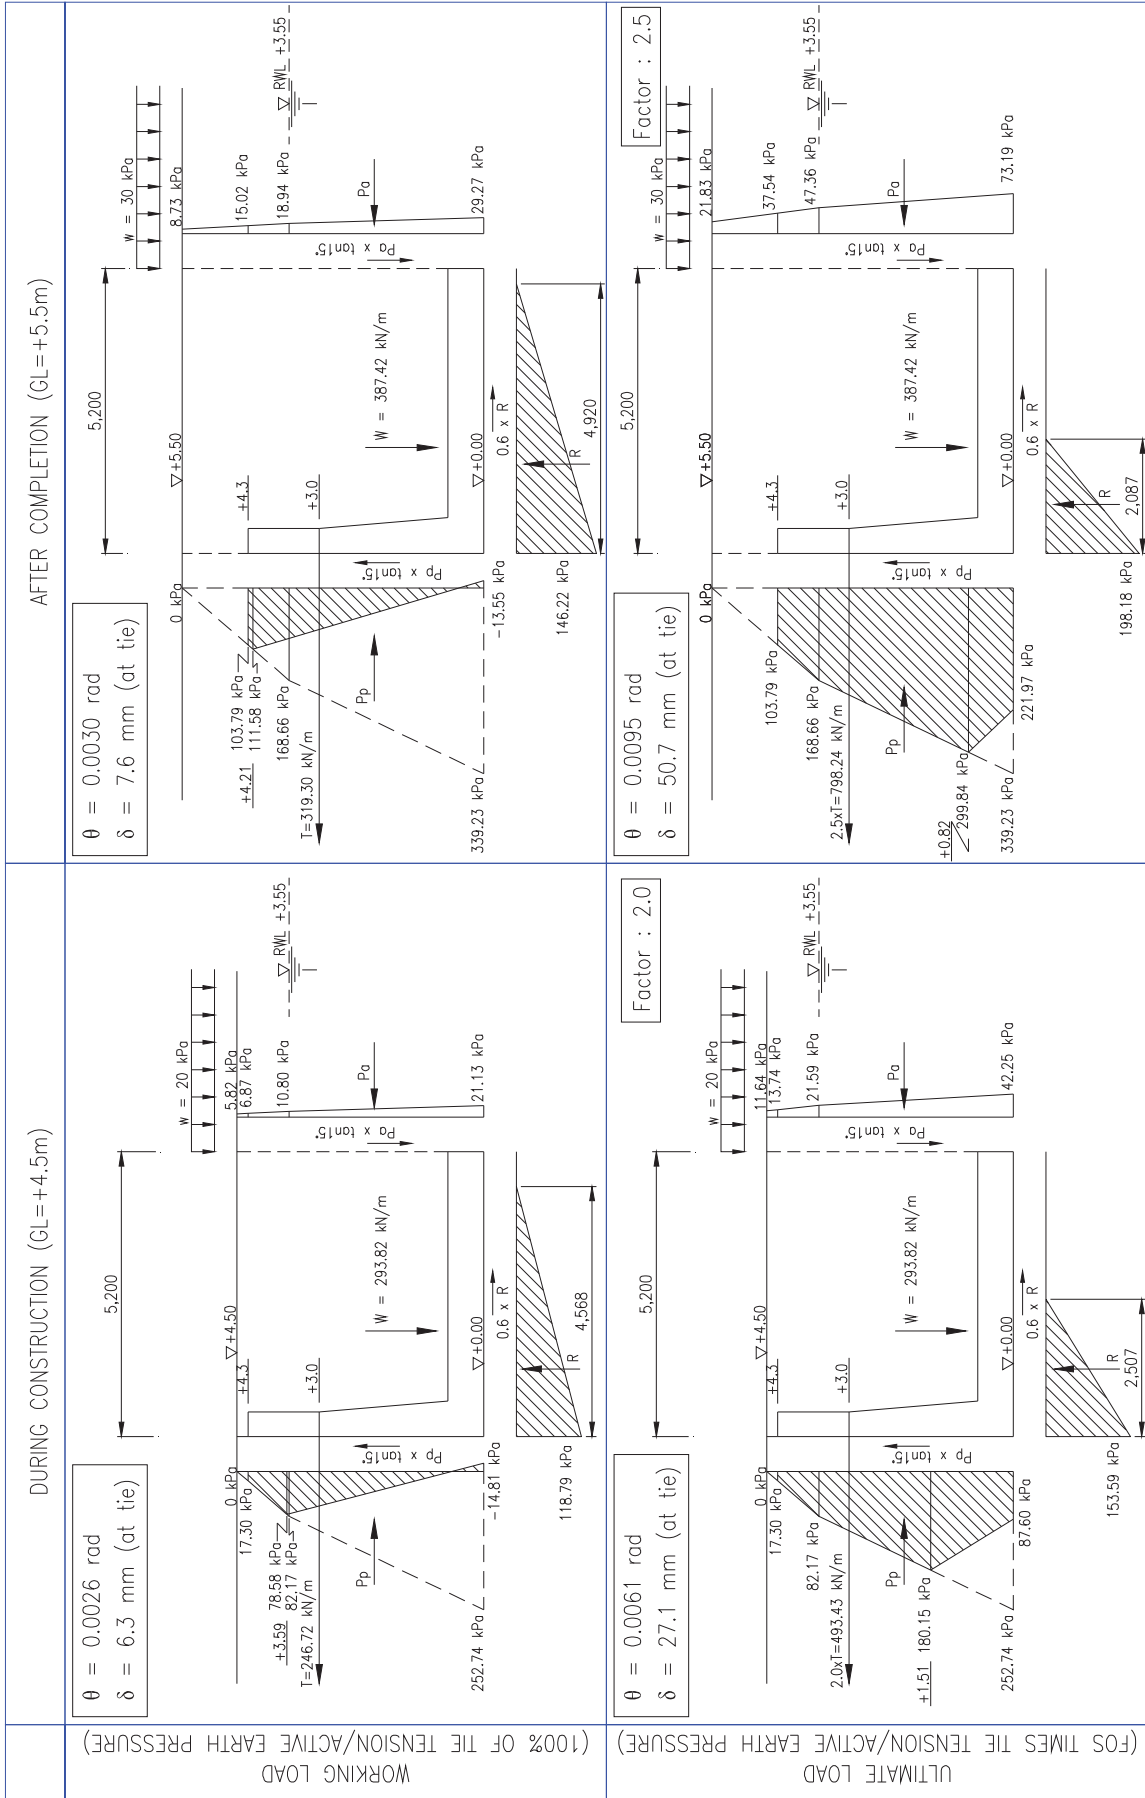 DURING CONSTRUCTION (GL=+4.5m)
AFTER COMPLETION (GL=+5.5m)
WORKING LOAD
(100% OF TIE TENSION/ACTIVE EARTH PRESSURE)
θ = 0.0026 rad
δ = 6.3 mm (at tie)
5,200
w = 20 kPa
▽+4.50
0 kPa
17.30 kPa
+3.59 78.58 kPa
82.17 kPa
T=246.72 kN/m
252.74 kPa
Pp
-14.81 kPa
Pp x tan15°
+4.3
+3.0
W = 293.82 kN/m
▽+0.00
0.6 x R
R
4,568
118.79 kPa
Pa x tan15°
Pa
5.82 kPa
6.87 kPa
10.80 kPa
21.13 kPa
▽ RWL +3.55
θ = 0.0030 rad
δ = 7.6 mm (at tie)
5,200
w = 30 kPa
▽+5.50
0 kPa
103.79 kPa
+4.21 111.58 kPa
168.66 kPa
T=319.30 kN/m
339.23 kPa
Pp
-13.55 kPa
Pp x tan15°
+4.3
+3.0
W = 387.42 kN/m
▽+0.00
0.6 x R
R
4,920
146.22 kPa
Pa x tan15°
Pa
8.73 kPa
15.02 kPa
18.94 kPa
29.27 kPa
▽ RWL +3.55
ULTIMATE LOAD
(FOS TIMES TIE TENSION/ACTIVE EARTH PRESSURE)
θ = 0.0061 rad
δ = 27.1 mm (at tie)
Factor : 2.0
5,200
w = 20 kPa
▽+4.50
0 kPa
17.30 kPa
82.17 kPa
2.0xT=493.43 kN/m
Pp
+1.51 180.15 kPa
252.74 kPa
87.60 kPa
Pp x tan15°
+4.3
+3.0
W = 293.82 kN/m
▽+0.00
0.6 x R
R
2,507
153.59 kPa
Pa x tan15°
Pa
11.64 kPa
13.74 kPa
21.59 kPa
42.25 kPa
▽ RWL +3.55
θ = 0.0095 rad
δ = 50.7 mm (at tie)
Factor : 2.5
5,200
w = 30 kPa
▽+5.50
0 kPa
103.79 kPa
168.66 kPa
2.5xT=798.24 kN/m
Pp
+0.82
299.84 kPa
339.23 kPa
221.97 kPa
Pp x tan15°
+4.3
+3.0
W = 387.42 kN/m
▽+0.00
0.6 x R
R
2,087
198.18 kPa
Pa x tan15°
Pa
21.83 kPa
37.54 kPa
47.36 kPa
73.19 kPa
▽ RWL +3.55